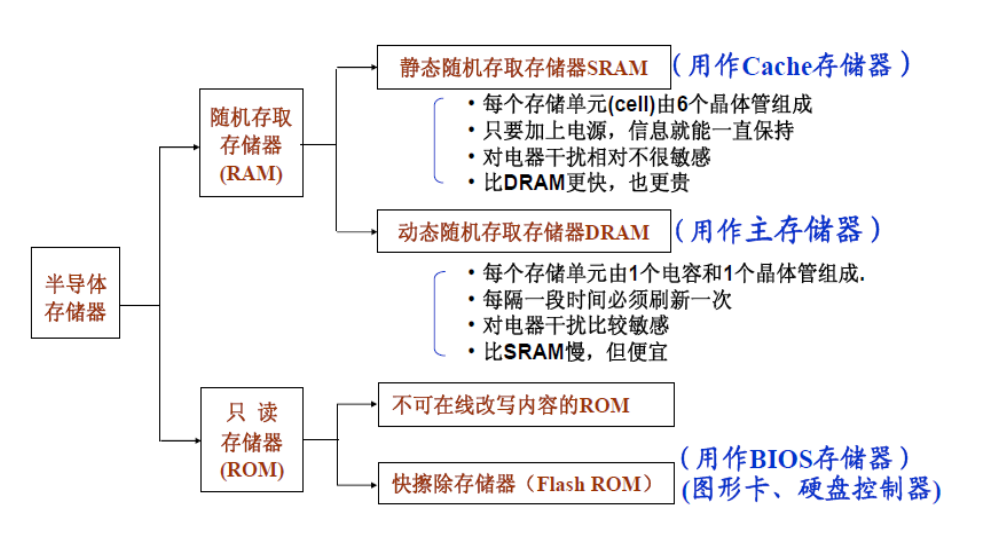 半导体
存储器
随机存取
存储器
(RAM)
静态随机存取存储器SRAM
(用作Cache存储器)
• 每个存储单元(cell)由6个晶体管组成
• 只要加上电源，信息就能一直保持
• 对电器干扰相对不很敏感
• 比DRAM更快，也更贵
动态随机存取存储器DRAM
(用作主存储器)
• 每个存储单元由1个电容和1个晶体管组成.
• 每隔一段时间必须刷新一次
• 对电器干扰比较敏感
• 比SRAM慢，但便宜
只 读
存储器
(ROM)
不可在线改写内容的ROM
快擦除存储器（Flash ROM）
(用作BIOS存储器)
(图形卡、硬盘控制器)